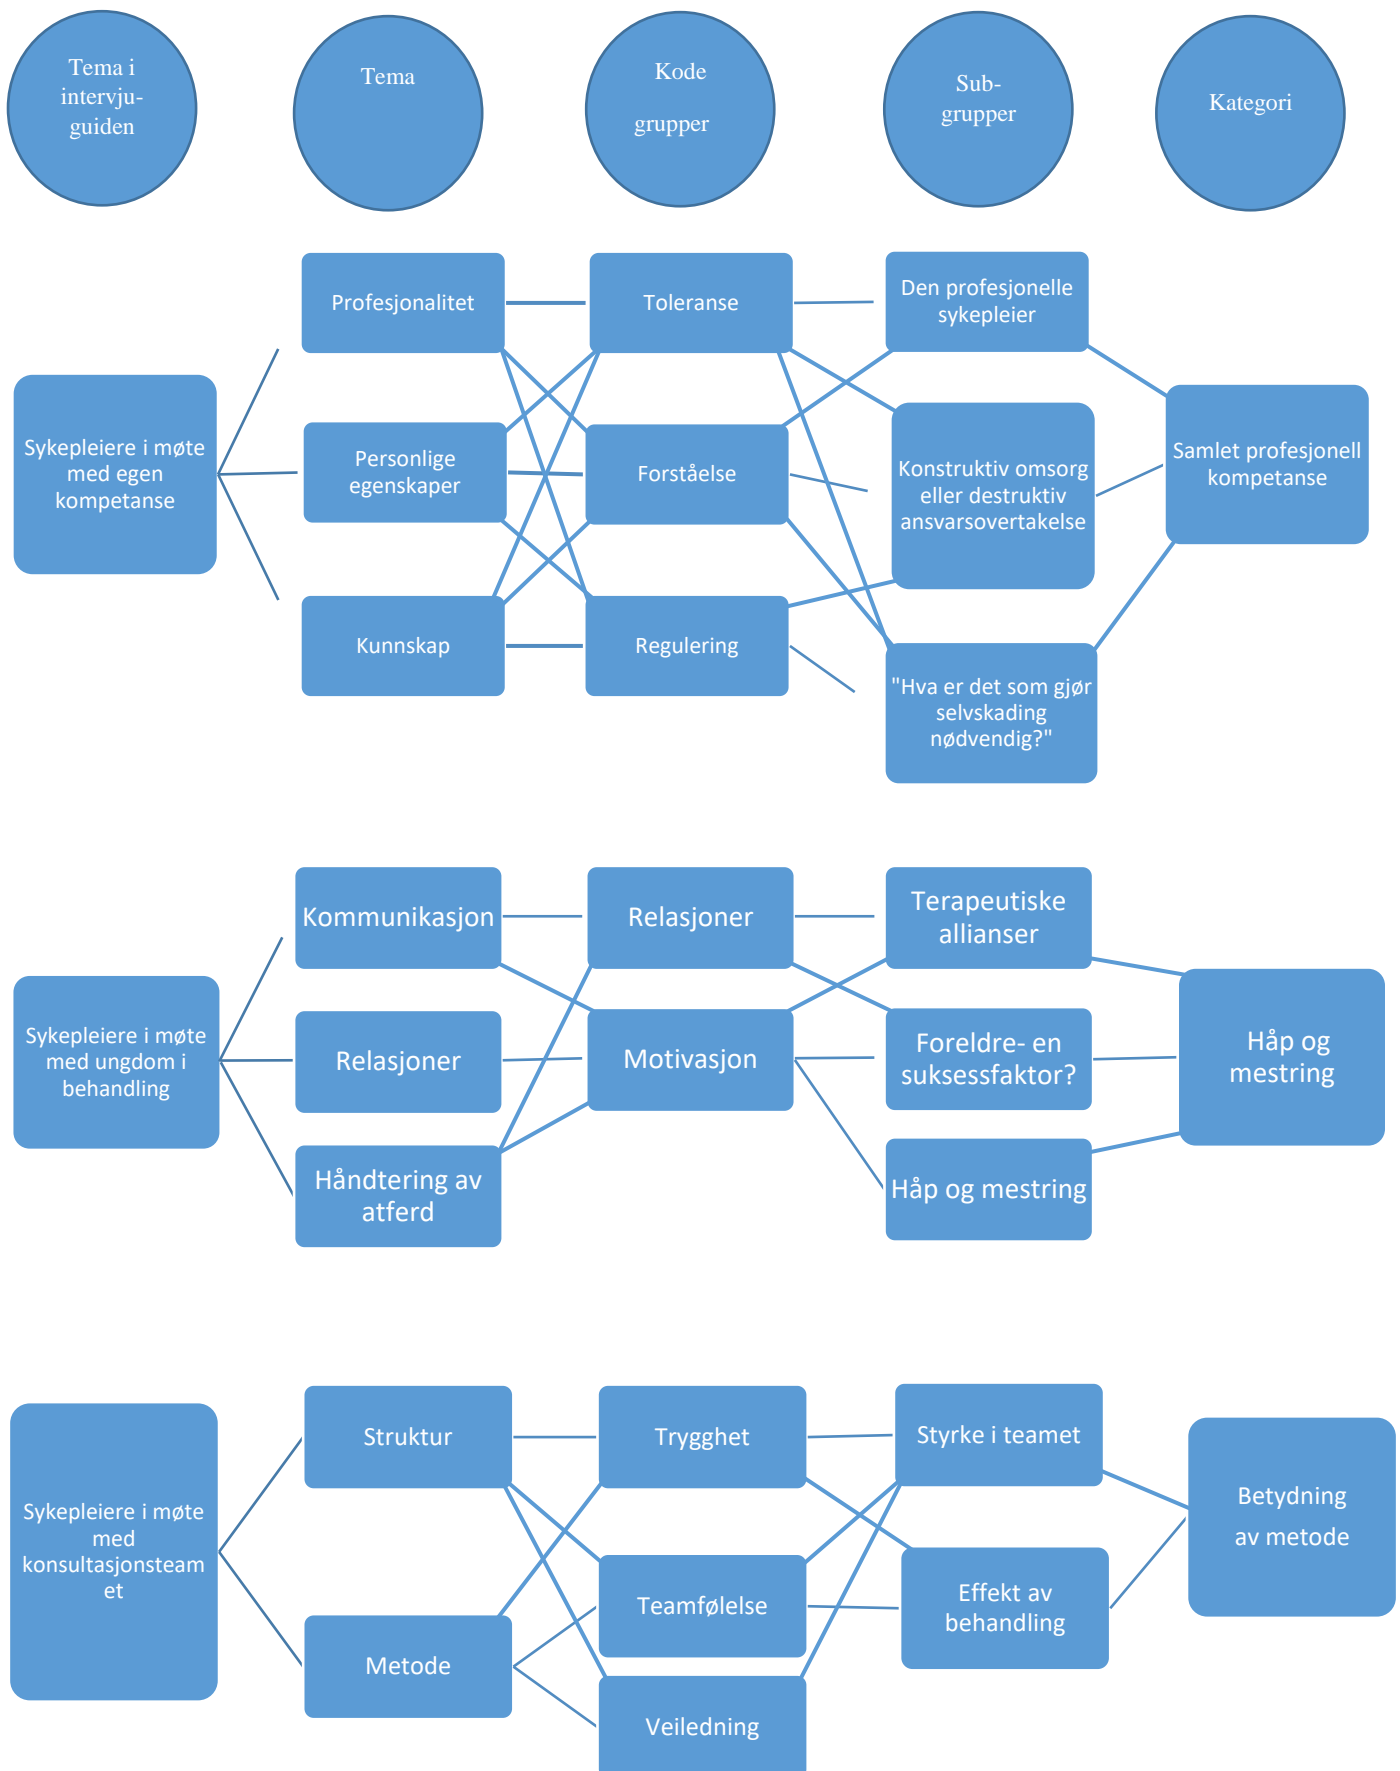 Tema i
intervju-
guiden
Tema
Kode
grupper
Sub-
grupper
Kategori
Sykepleiere i møte
med egen
kompetanse
Profesjonalitet
Personlige
egenskaper
Kunnskap
Toleranse
Forståelse
Regulering
Den profesjonelle
sykepleier
Konstruktiv omsorg
eller destruktiv
ansvarsovertakelse
"Hva er det som gjør
selvskading
nødvendig?"
Samlet profesjonell
kompetanse
Sykepleiere i møte
med ungdom i
behandling
Kommunikasjon
Relasjoner
Håndtering av
atferd
Relasjoner
Motivasjon
Terapeutiske
allianser
Foreldre- en
suksessfaktor?
Håp og mestring
Håp og
mestring
Sykepleiere i møte
med
konsultasjonsteam
et
Struktur
Metode
Trygghet
Teamfølelse
Veiledning
Styrke i teamet
Effekt av
behandling
Betydning
av metode